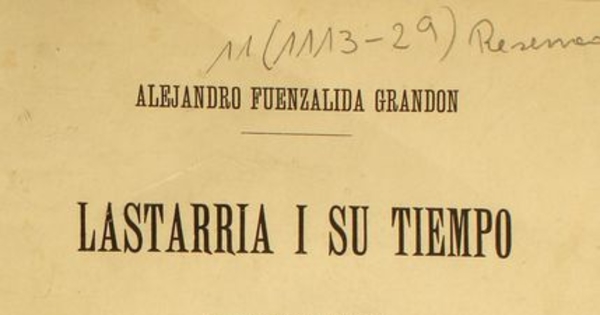 11 (1113-29)
ALEJANDRO FUENZALIDA GRANDON
LASTARRIA I SU TIEMPO